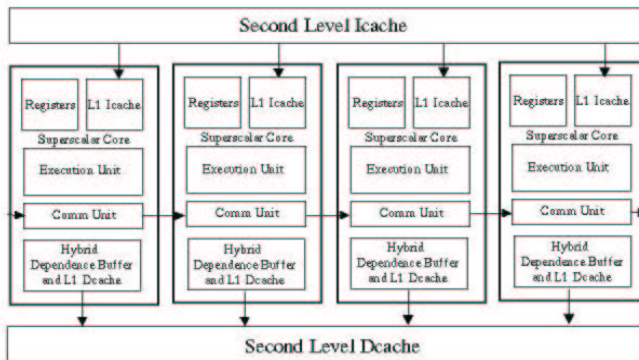 Second Level Icache
Registers L1 Icache
Superscalar Core
Execution Unit
Comm Unit
Hybrid
Dependence Buffer
and L1 Dcache
Registers L1 Icache
Superscalar Core
Execution Unit
Comm Unit
Hybrid
Dependence Buffer
and L1 Dcache
Registers L1 Icache
Superscalar Core
Execution Unit
Comm Unit
Hybrid
Dependence Buffer
and L1 Dcache
Registers L1 Icache
Superscalar Core
Execution Unit
Comm Unit
Hybrid
Dependence Buffer
and L1 Dcache
Second Level Dcache